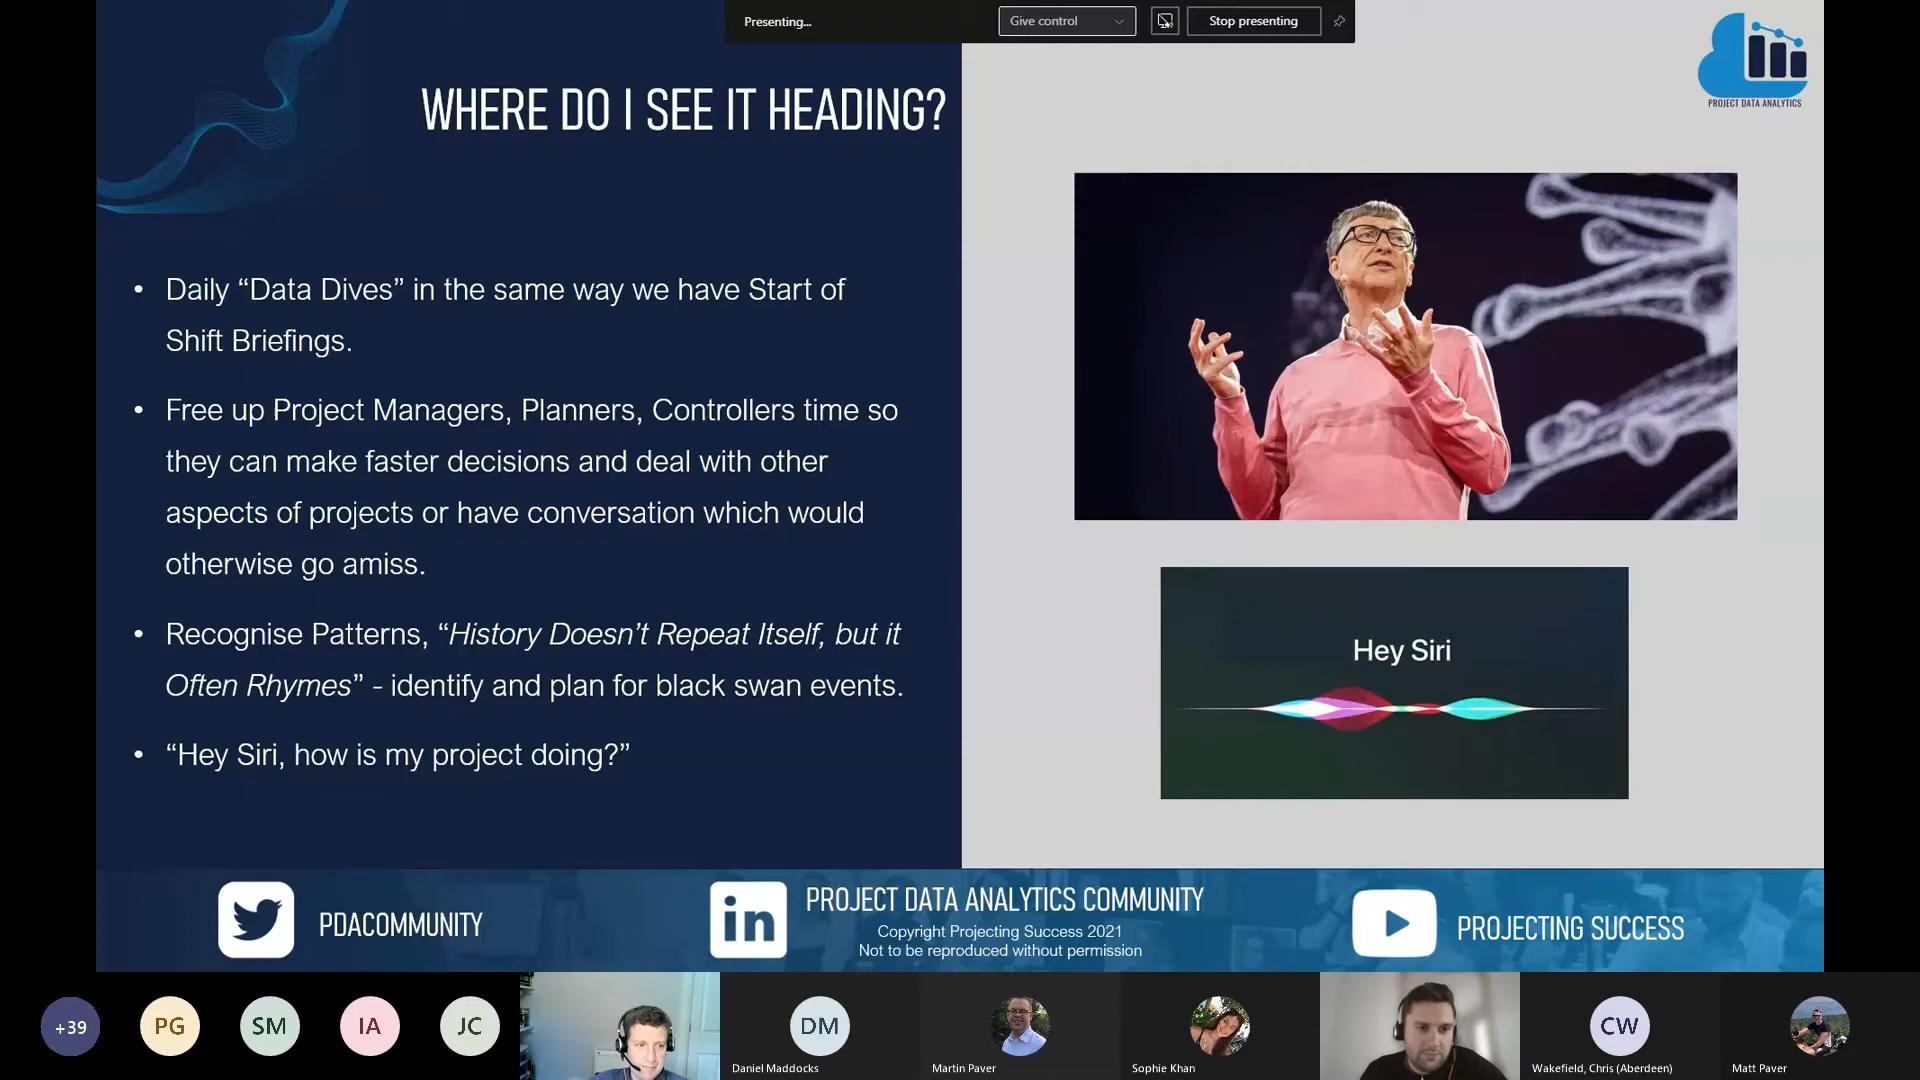 Presenting...
Give control
Stop presenting
WHERE DO I SEE IT HEADING?
PROJECT DATA ANALYTICS
• Daily “Data Dives” in the same way we have Start of
Shift Briefings.
• Free up Project Managers, Planners, Controllers time so
they can make faster decisions and deal with other
aspects of projects or have conversation which would
otherwise go amiss.
• Recognise Patterns, “History Doesn’t Repeat Itself, but it
Often Rhymes” - identify and plan for black swan events.
• “Hey Siri, how is my project doing?”
Hey Siri
PDACOMMUNITY
in
PROJECT DATA ANALYTICS COMMUNITY
Copyright Projecting Success 2021
Not to be reproduced without permission
PROJECTING SUCCESS
+39
PG
SM
IA
JC
DM
Daniel Maddocks
Martin Paver
Sophie Khan
CW
Wakefield, Chris (Aberdeen)
Matt Paver